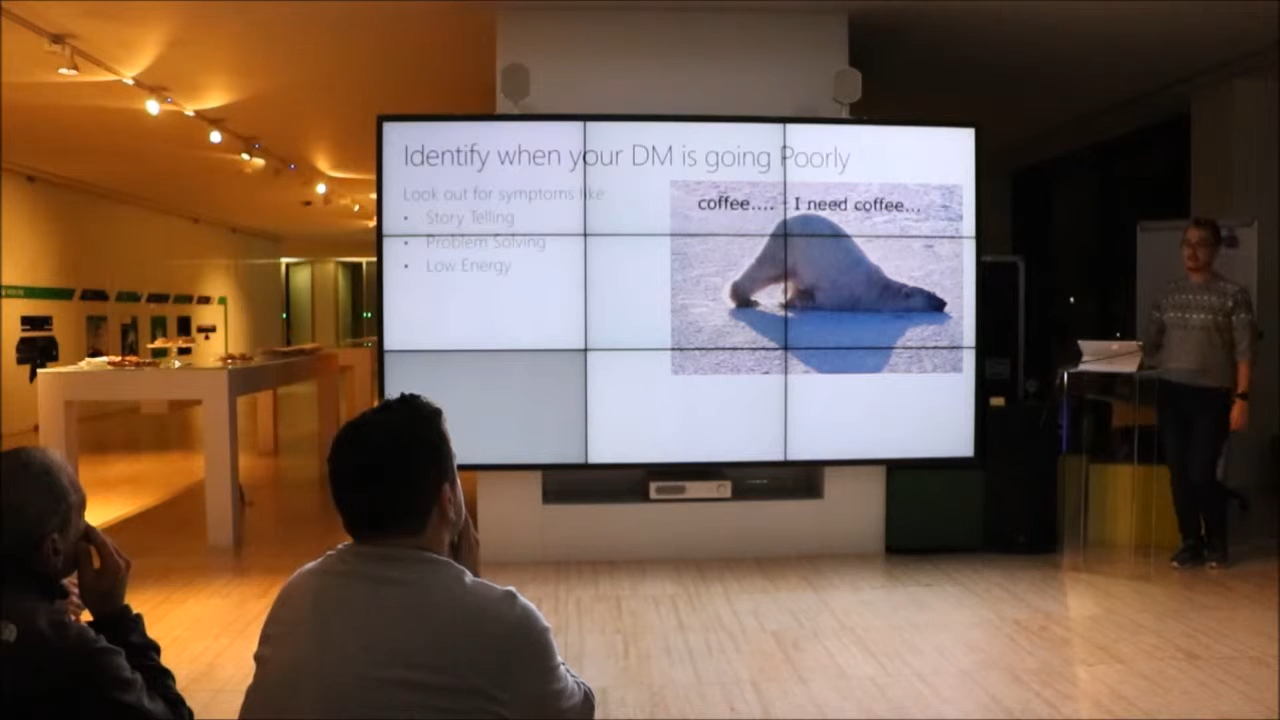 Identify when your DM is going Poorly
Look out for symptoms like
• Story Telling
• Problem Solving
• Low Energy
coffee.... - I need coffee...